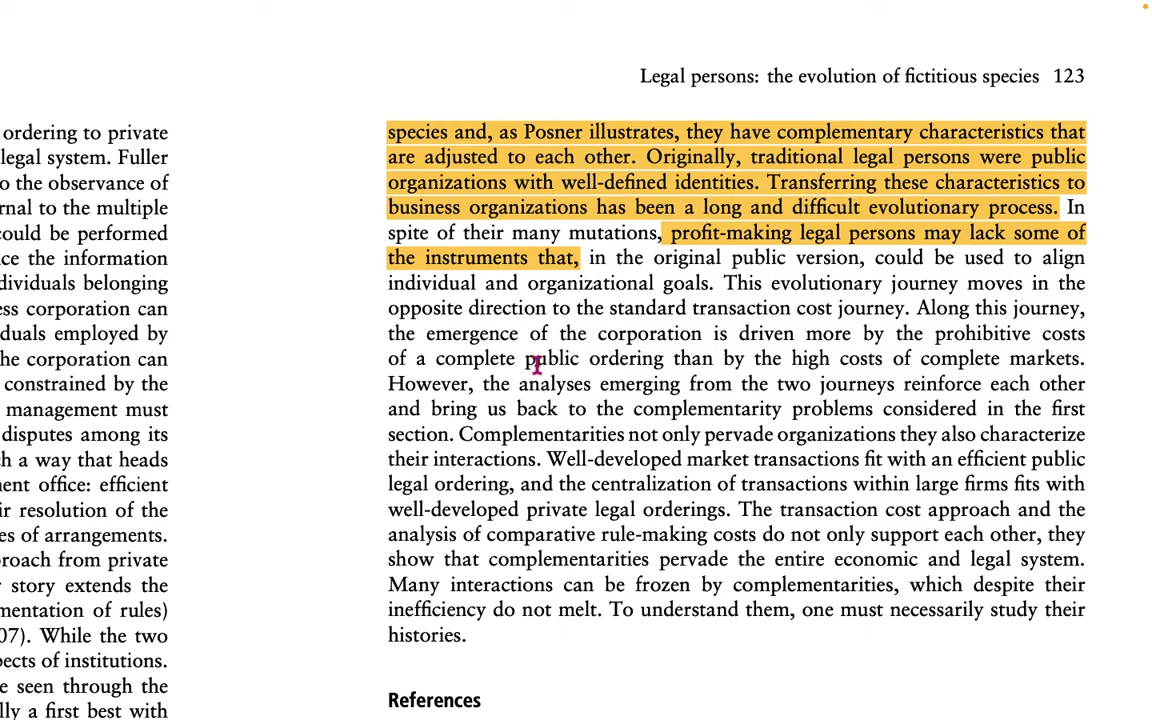 Legal persons: the evolution of fictitious species 123
ordering to private
legal system. Fuller
o the observance of
rnal to the multiple
could be performed
ce the information
dividuals belonging
ess corporation can
iduals employed by
he corporation can
constrained by the
management must
disputes among its
h a way that heads
ment office: efficient
ir resolution of the
es of arrangements.
roach from private
story extends the
mentation of rules)
07). While the two
pects of institutions.
e seen through the
lly a first best with
species and, as Posner illustrates, they have complementary characteristics that
are adjusted to each other. Originally, traditional legal persons were public
organizations with well-defined identities. Transferring these characteristics to
business organizations has been a long and difficult evolutionary process. In
spite of their many mutations, profit-making legal persons may lack some of
the instruments that, in the original public version, could be used to align
individual and organizational goals. This evolutionary journey moves in the
opposite direction to the standard transaction cost journey. Along this journey,
the emergence of the corporation is driven more by the prohibitive costs
of a complete public ordering than by the high costs of complete markets.
However, the analyses emerging from the two journeys reinforce each other
and bring us back to the complementarity problems considered in the first
section. Complementarities not only pervade organizations they also characterize
their interactions. Well-developed market transactions fit with an efficient public
legal ordering, and the centralization of transactions within large firms fits with
well-developed private legal orderings. The transaction cost approach and the
analysis of comparative rule-making costs do not only support each other, they
show that complementarities pervade the entire economic and legal system.
Many interactions can be frozen by complementarities, which despite their
inefficiency do not melt. To understand them, one must necessarily study their
histories.
References